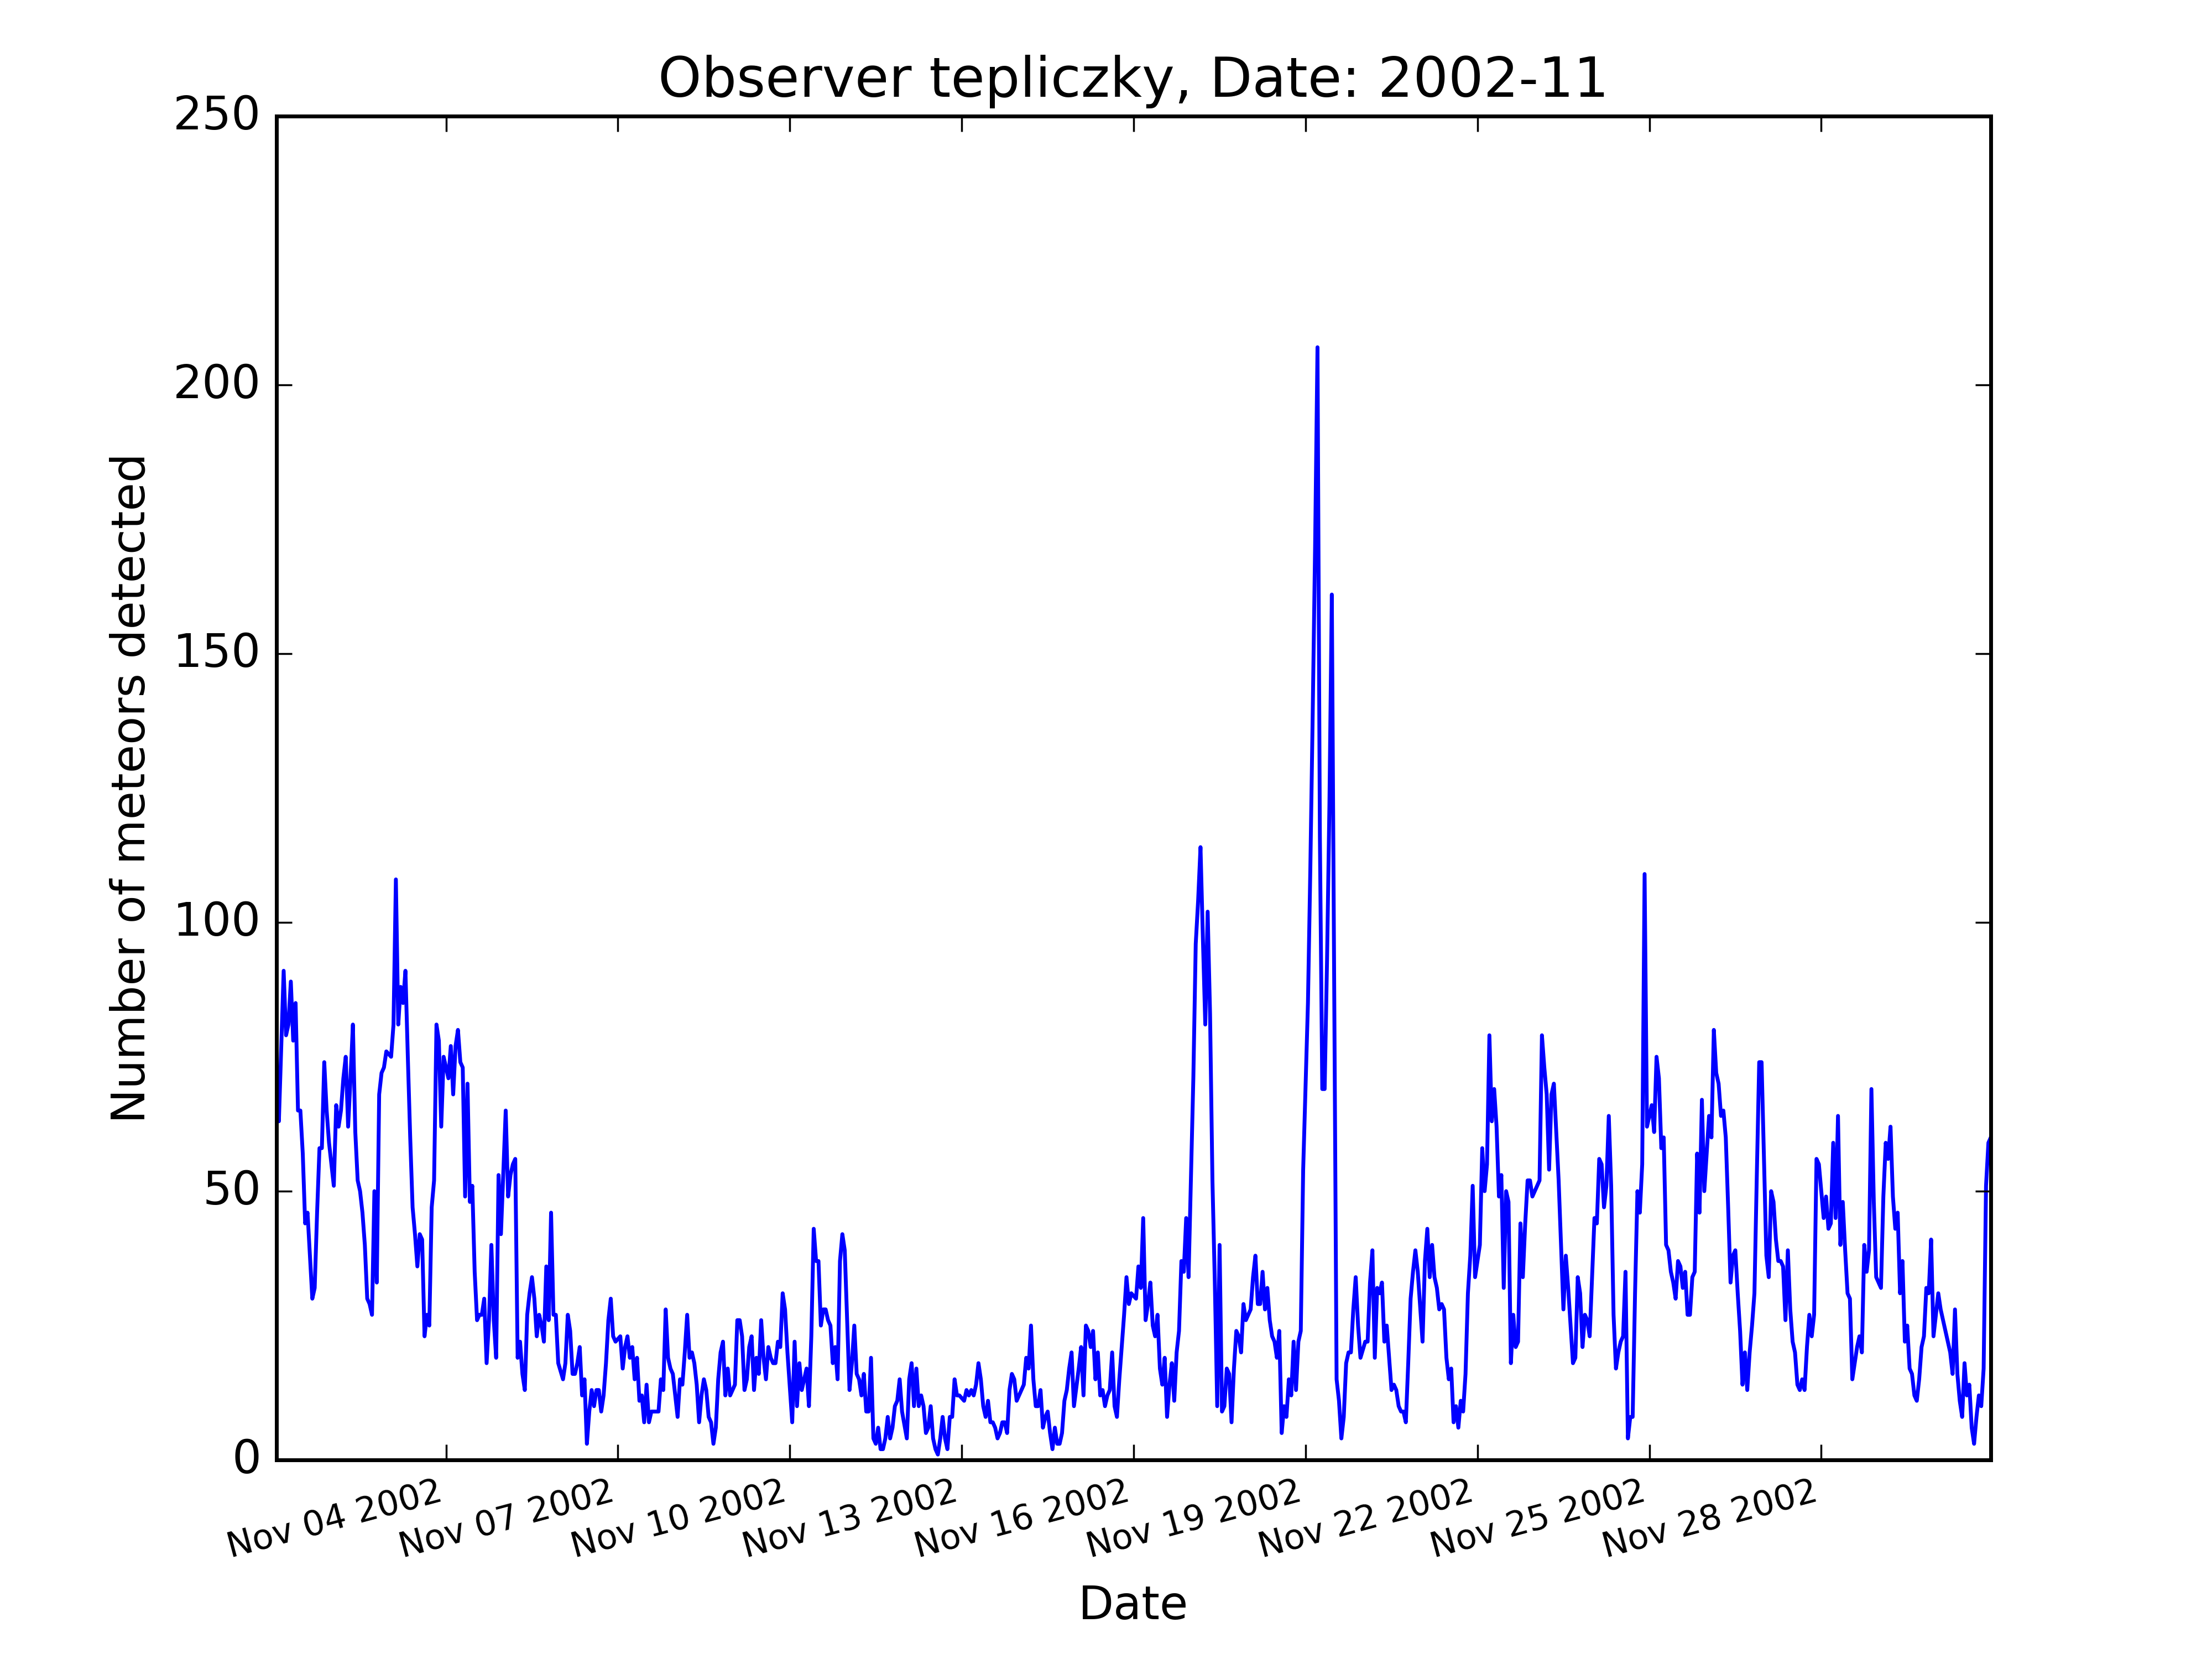 Observer tepliczky, Date: 2002-11
250
200
150
100
50
0
Number of meteors detected
Nov 04 2002
Nov 07 2002
Nov 10 2002
Nov 13 2002
Nov 16 2002
Nov 19 2002
Nov 22 2002
Nov 25 2002
Nov 28 2002
Date